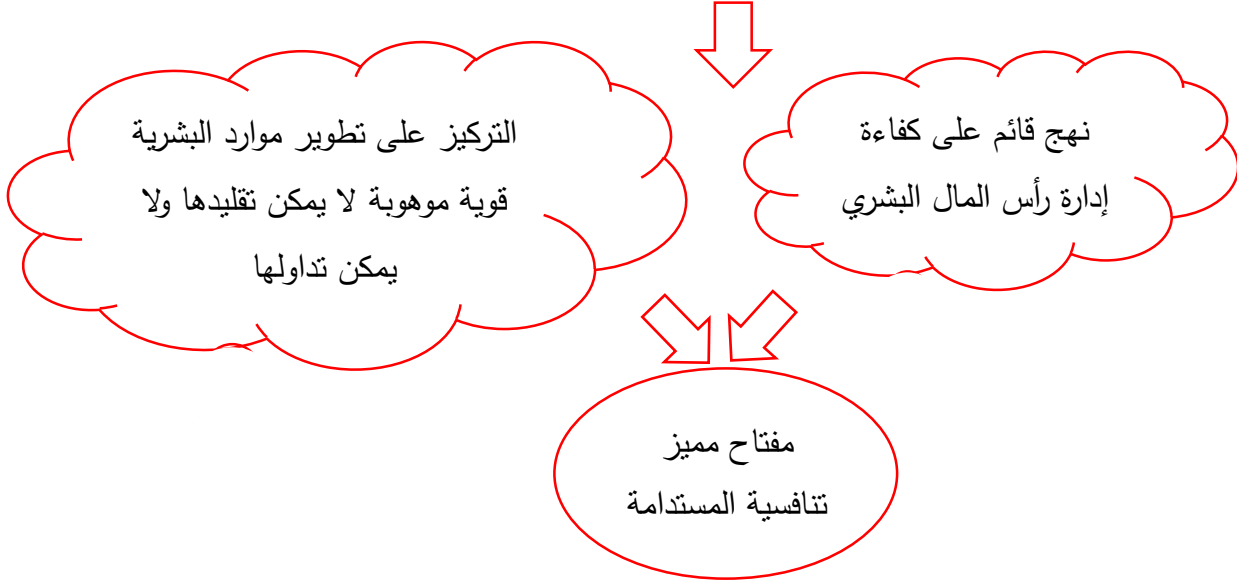 نهج قائم على كفاءة
إدارة رأس المال البشري
التركيز على تطوير موارد البشرية
قوية موهوبة لا يمكن تقليدها ولا
يمكن تداولها
مفتاح مميز
تنافسية المستدامة